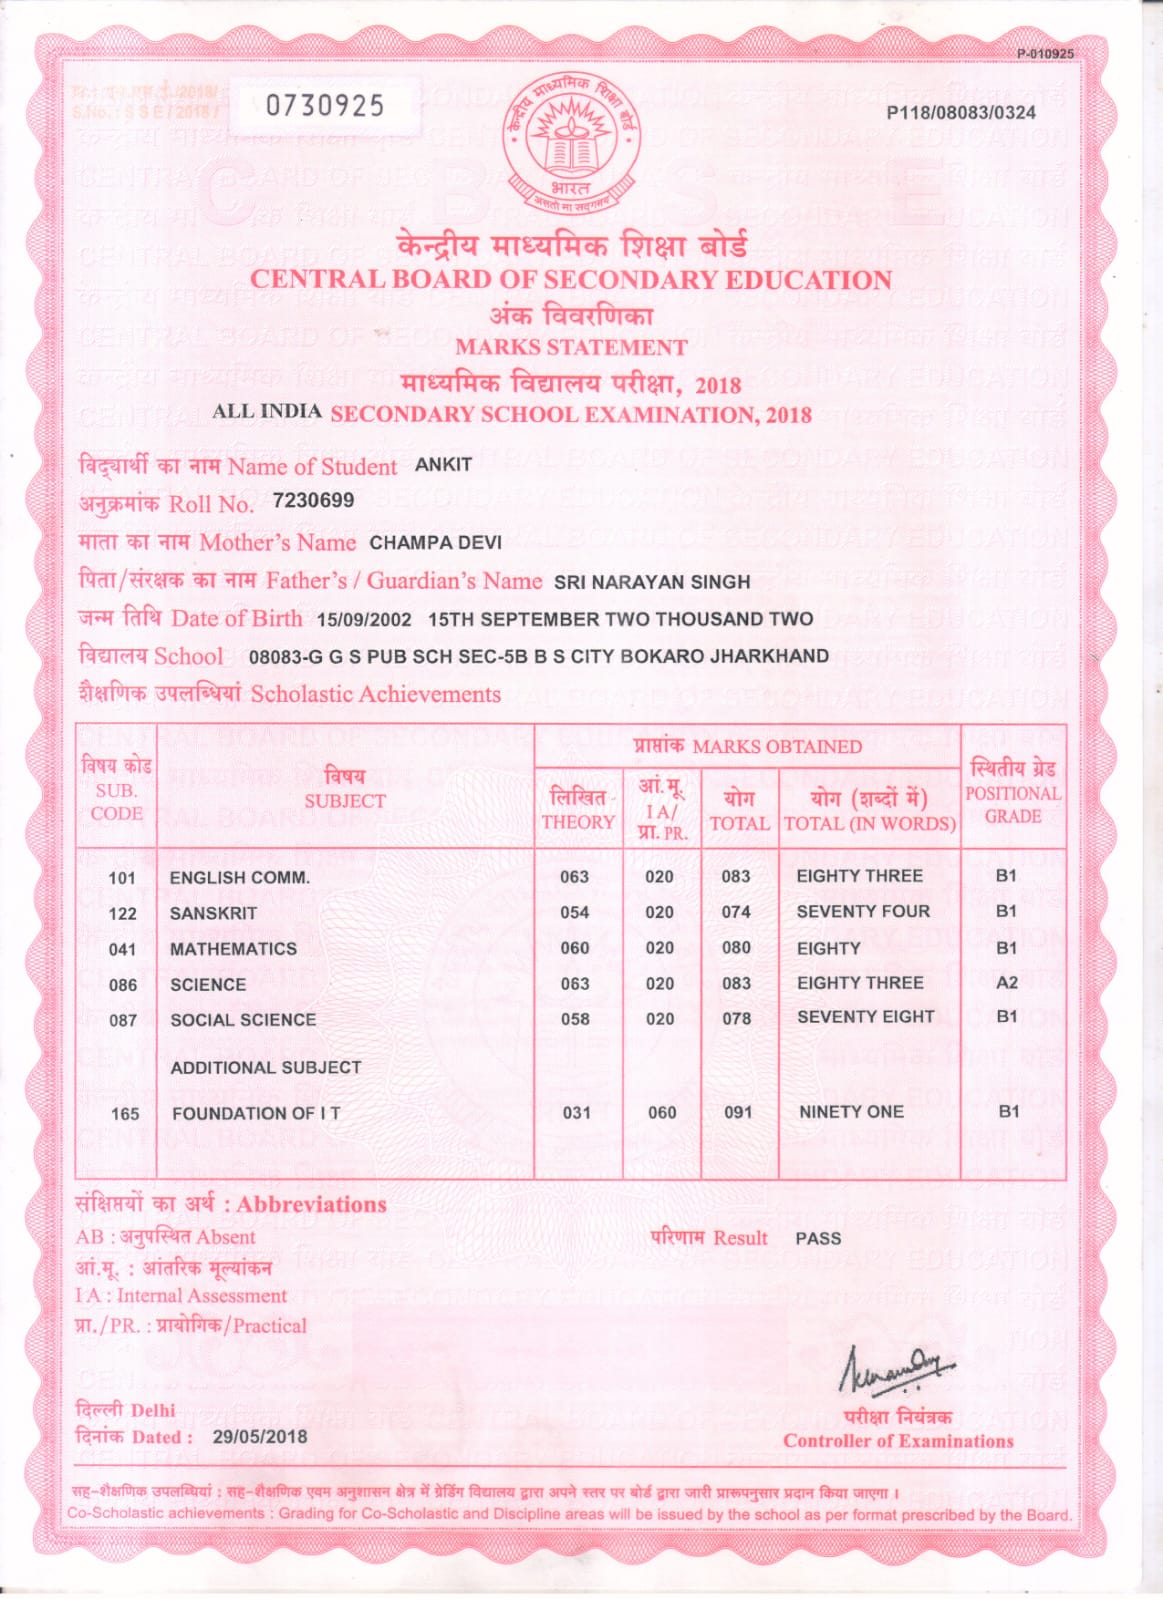 P-010925
S.No. : S S E / 2018 /
0730925
P118/08083/0324
केन्द्रीय माध्यमिक शिक्षा बोर्ड
भारत
असतो मा सद्गमय
केन्द्रीय माध्यमिक शिक्षा बोर्ड
CENTRAL BOARD OF SECONDARY EDUCATION
अंक विवरणिका
MARKS STATEMENT
माध्यमिक विद्यालय परीक्षा, 2018
ALL INDIA SECONDARY SCHOOL EXAMINATION, 2018
विद्यार्थी का नाम Name of Student ANKIT
अनुक्रमांक Roll No. 7230699
माता का नाम Mother's Name CHAMPA DEVI
पिता/संरक्षक का नाम Father's / Guardian's Name SRI NARAYAN SINGH
जन्म तिथि Date of Birth 15/09/2002 15TH SEPTEMBER TWO THOUSAND TWO
विद्यालय School 08083-G G S PUB SCH SEC-5B B S CITY BOKARO JHARKHAND
शैक्षणिक उपलब्धियां Scholastic Achievements
विषय कोड SUB. CODE विषय SUBJECT प्राप्तांक MARKS OBTAINED स्थितीय ग्रेड POSITIONAL GRADE
लिखित THEORY आं.मू. I A/ प्रा. PR. योग TOTAL योग (शब्दों में) TOTAL (IN WORDS)
101 ENGLISH COMM. 063 020 083 EIGHTY THREE B1
122 SANSKRIT 054 020 074 SEVENTY FOUR B1
041 MATHEMATICS 060 020 080 EIGHTY B1
086 SCIENCE 063 020 083 EIGHTY THREE A2
087 SOCIAL SCIENCE 058 020 078 SEVENTY EIGHT B1
ADDITIONAL SUBJECT
165 FOUNDATION OF I T 031 060 091 NINETY ONE B1
संक्षिप्तयों का अर्थ : Abbreviations
AB : अनुपस्थित Absent परिणाम Result PASS
आं.मू. : आंतरिक मूल्यांकन
I A : Internal Assessment
प्रा./PR. : प्रायोगिक/Practical
दिल्ली Delhi
दिनांक Dated : 29/05/2018
परीक्षा नियंत्रक
Controller of Examinations
सह-शैक्षणिक उपलब्धियां : सह-शैक्षणिक एवम अनुशासन क्षेत्र में ग्रेडिंग विद्यालय द्वारा अपने स्तर पर बोर्ड द्वारा जारी प्रारूपनुसार प्रदान किया जाएगा ।
Co-Scholastic achievements : Grading for Co-Scholastic and Discipline areas will be issued by the school as per format prescribed by the Board.